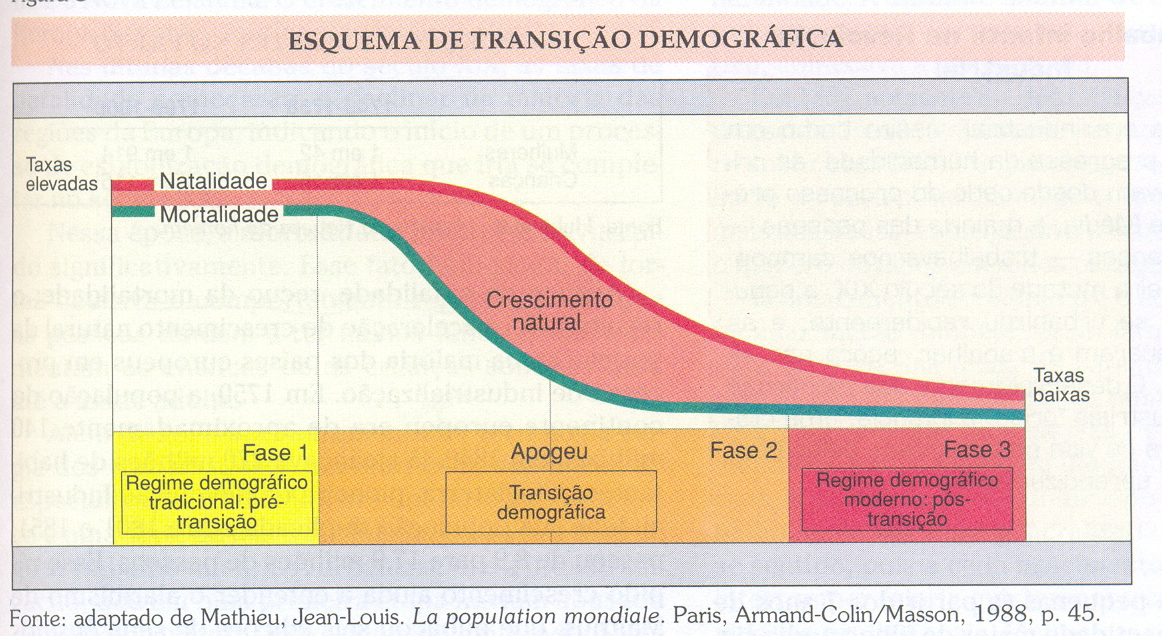 ESQUEMA DE TRANSIÇÃO DEMOGRÁFICA
Taxas
elevadas
Natalidade
Mortalidade
Crescimento
natural
Taxas
baixas
Fase 1
Apogeu
Fase 2
Fase 3
Regime demográfico
tradicional: pré-
transição
Transição
demográfica
Regime demográfico
moderno: pós-
transição
Fonte: adaptado de Mathieu, Jean-Louis. La population mondiale. Paris, Armand-Colin/Masson, 1988, p. 45.